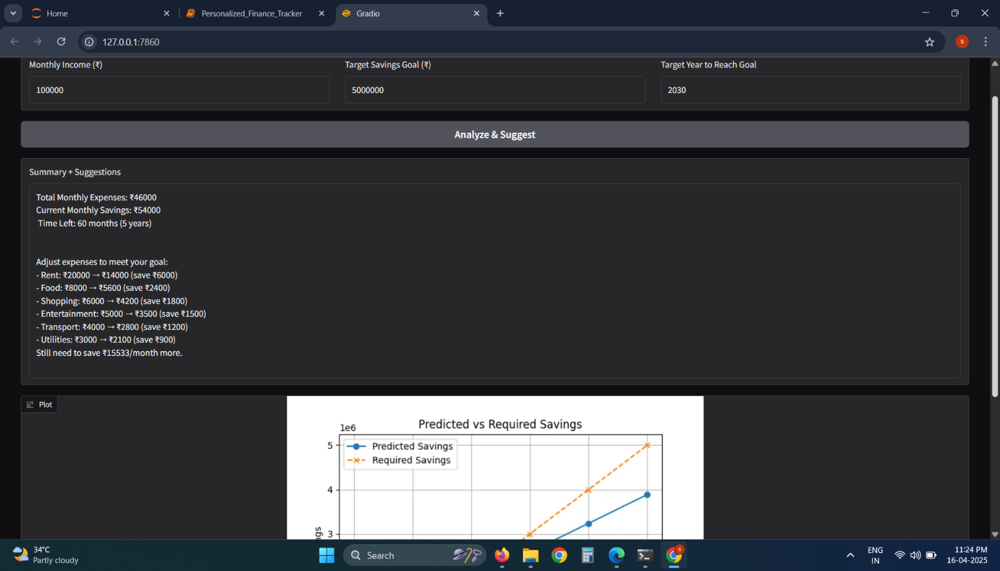 Home
Personalized_Finance_Tracker
Gradio
127.0.0.1:7860
S
Monthly Income (₹)
Target Savings Goal (₹)
Target Year to Reach Goal
100000
5000000
2030
Analyze & Suggest
Summary + Suggestions
Total Monthly Expenses: ₹46000
Current Monthly Savings: ₹54000
Time Left: 60 months (5 years)
Adjust expenses to meet your goal:
- Rent: ₹20000 → ₹14000 (save ₹6000)
- Food: ₹8000 → ₹5600 (save ₹2400)
- Shopping: ₹6000 → ₹4200 (save ₹1800)
- Entertainment: ₹5000 → ₹3500 (save ₹1500)
- Transport: ₹4000 → ₹2800 (save ₹1200)
- Utilities: ₹3000 → ₹2100 (save ₹900)
Still need to save ₹15533/month more.
Plot
Predicted vs Required Savings
1e6
Predicted Savings
Required Savings
5
4
3
34°C
Partly cloudy
Search
S
ENG
IN
11:24 PM
16-04-2025